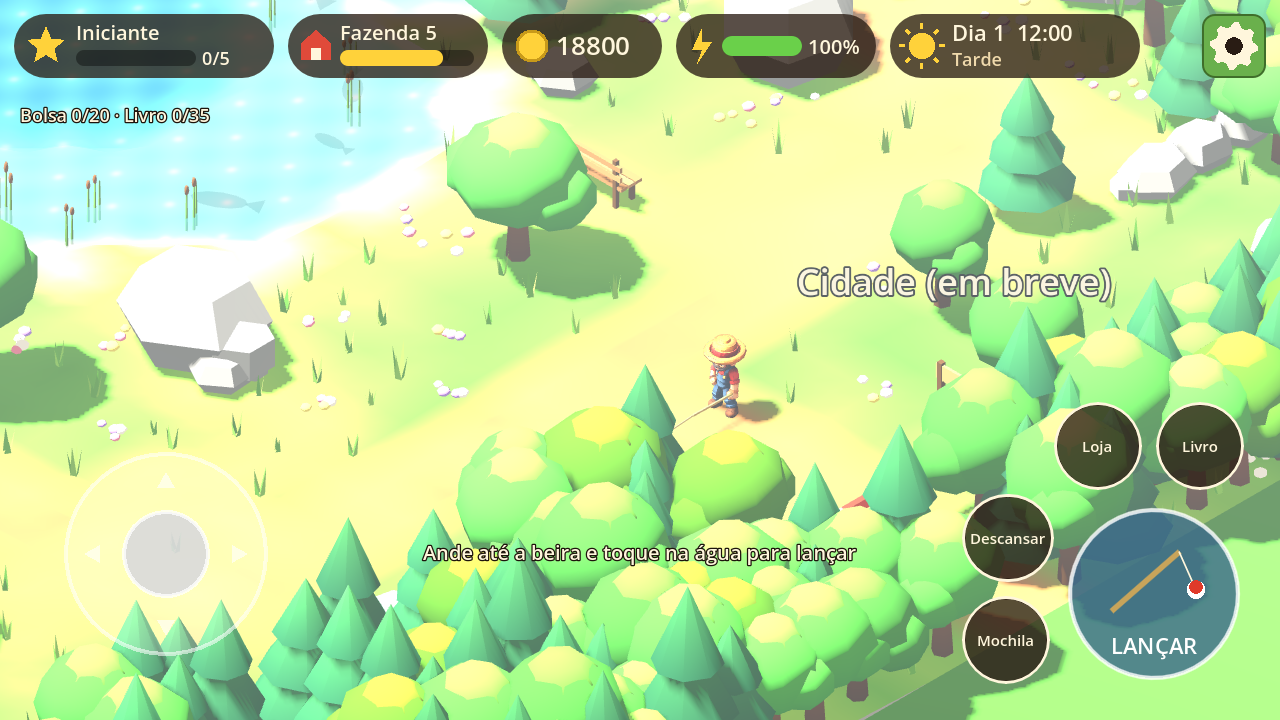 Iniciante
0/5
Fazenda 5
18800
100%
Dia 1 12:00
Tarde
Bolsa 0/20 · Livro 0/35
Cidade (em breve)
Loja
Livro
Descansar
Ande até a beira e toque na água para lançar
Mochila
LANÇAR